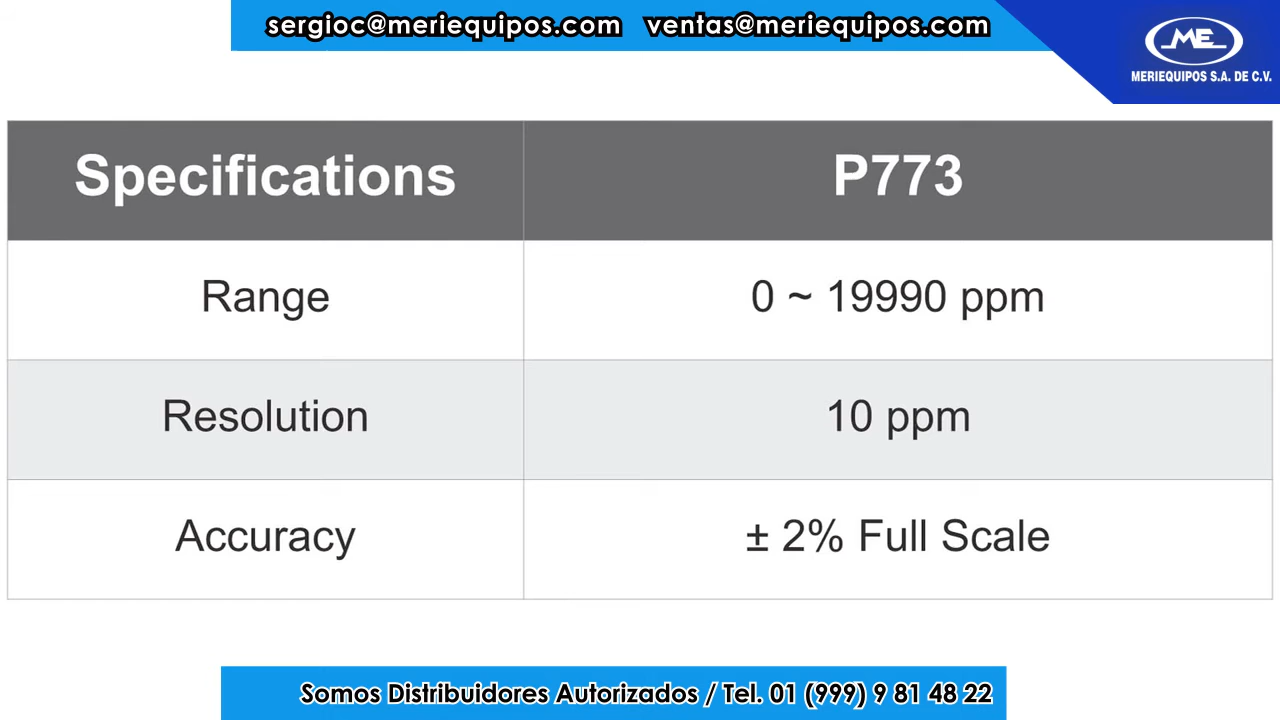 sergioc@meriequipos.com ventas@meriequipos.com
ME
MERIEQUIPOS S.A. DE C.V.
Specifications P773
Range 0 ~ 19990 ppm
Resolution 10 ppm
Accuracy ± 2% Full Scale
Somos Distribuidores Autorizados / Tel. 01 (999) 9 81 48 22